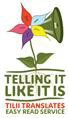 TELLING IT
LIKE IT IS
TILII TRANSLATES
EASY READ SERVICE